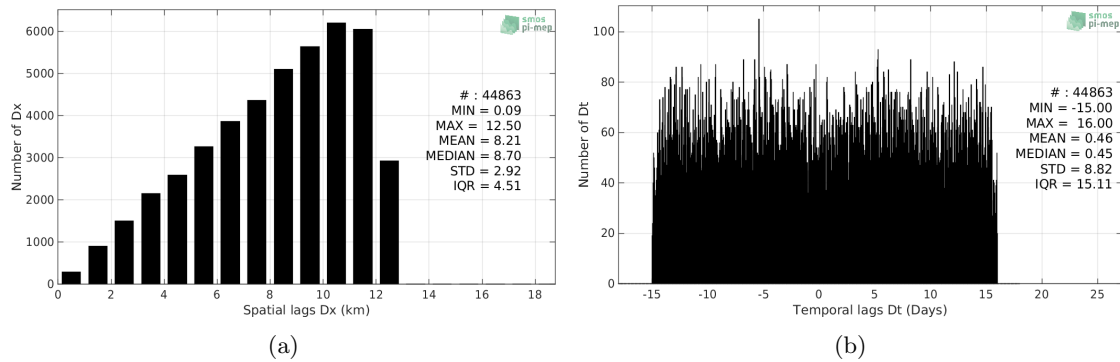 smos
pi-mep
6000
5000
4000
3000
2000
1000
0
Number of Dx
# : 44863
MIN = 0.09
MAX = 12.50
MEAN = 8.21
MEDIAN = 8.70
STD = 2.92
IQR = 4.51
0 2 4 6 8 10 12 14 16 18
Spatial lags Dx (km)
(a)
smos
pi-mep
100
80
60
40
20
0
Number of Dt
# : 44863
MIN = -15.00
MAX = 16.00
MEAN = 0.46
MEDIAN = 0.45
STD = 8.82
IQR = 15.11
-15 -10 -5 0 5 10 15 20 25
Temporal lags Dt (Days)
(b)